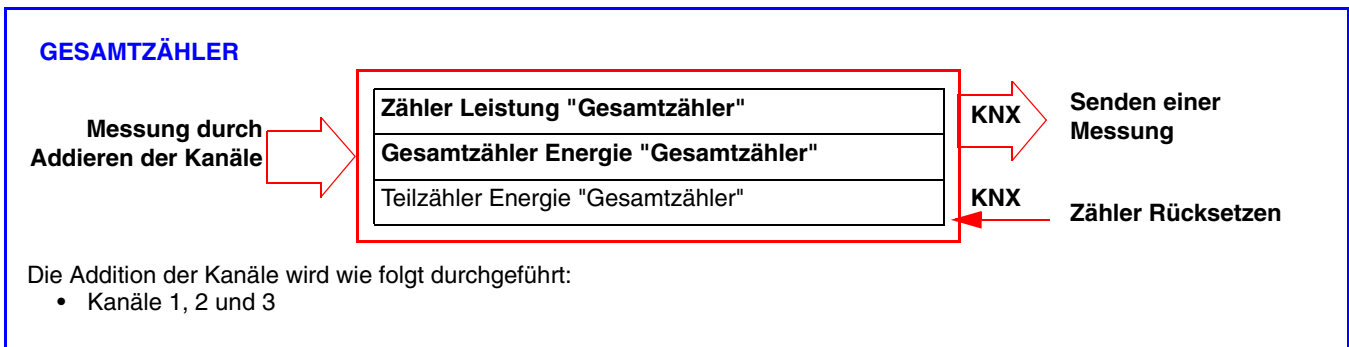 GESAMTZÄHLER
Messung durch
Addieren der Kanäle
Zähler Leistung "Gesamtzähler"
Gesamtzähler Energie "Gesamtzähler"
Teilzähler Energie "Gesamtzähler"
KNX
Senden einer
Messung
KNX
Zähler Rücksetzen
Die Addition der Kanäle wird wie folgt durchgeführt:
• Kanäle 1, 2 und 3